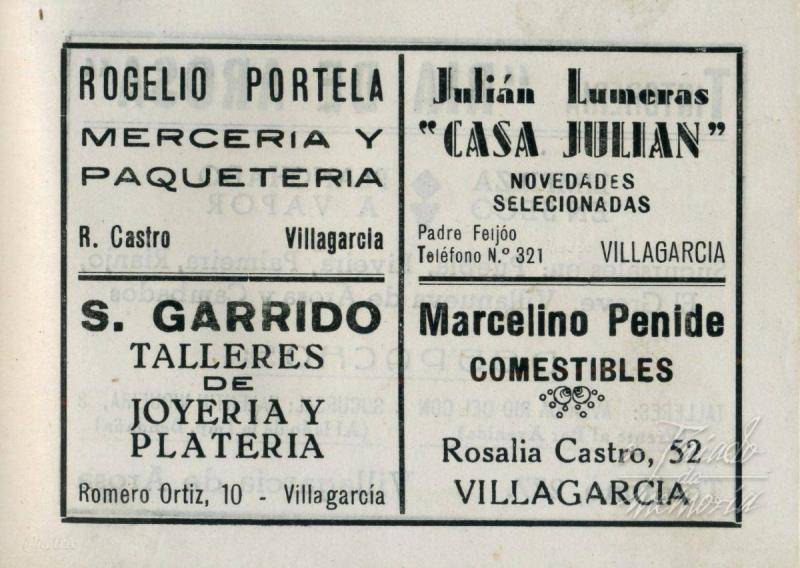 ROGELIO PORTELA
MERCERIA Y
PAQUETERIA
R. Castro Villagarcia
Julián Lumeras
"CASA JULIAN"
NOVEDADES
SELECIONADAS
Padre Feijóo
Teléfono N.º 321 VILLAGARCIA
S. GARRIDO
TALLERES
DE
JOYERIA Y
PLATERIA
Romero Ortiz, 10 - Villagarcía
Marcelino Penide
COMESTIBLES
Rosalia Castro, 52
VILLAGARCIA